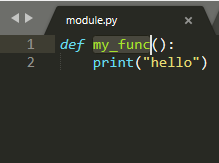 module.py
1 def my_func():
2     print("hello")